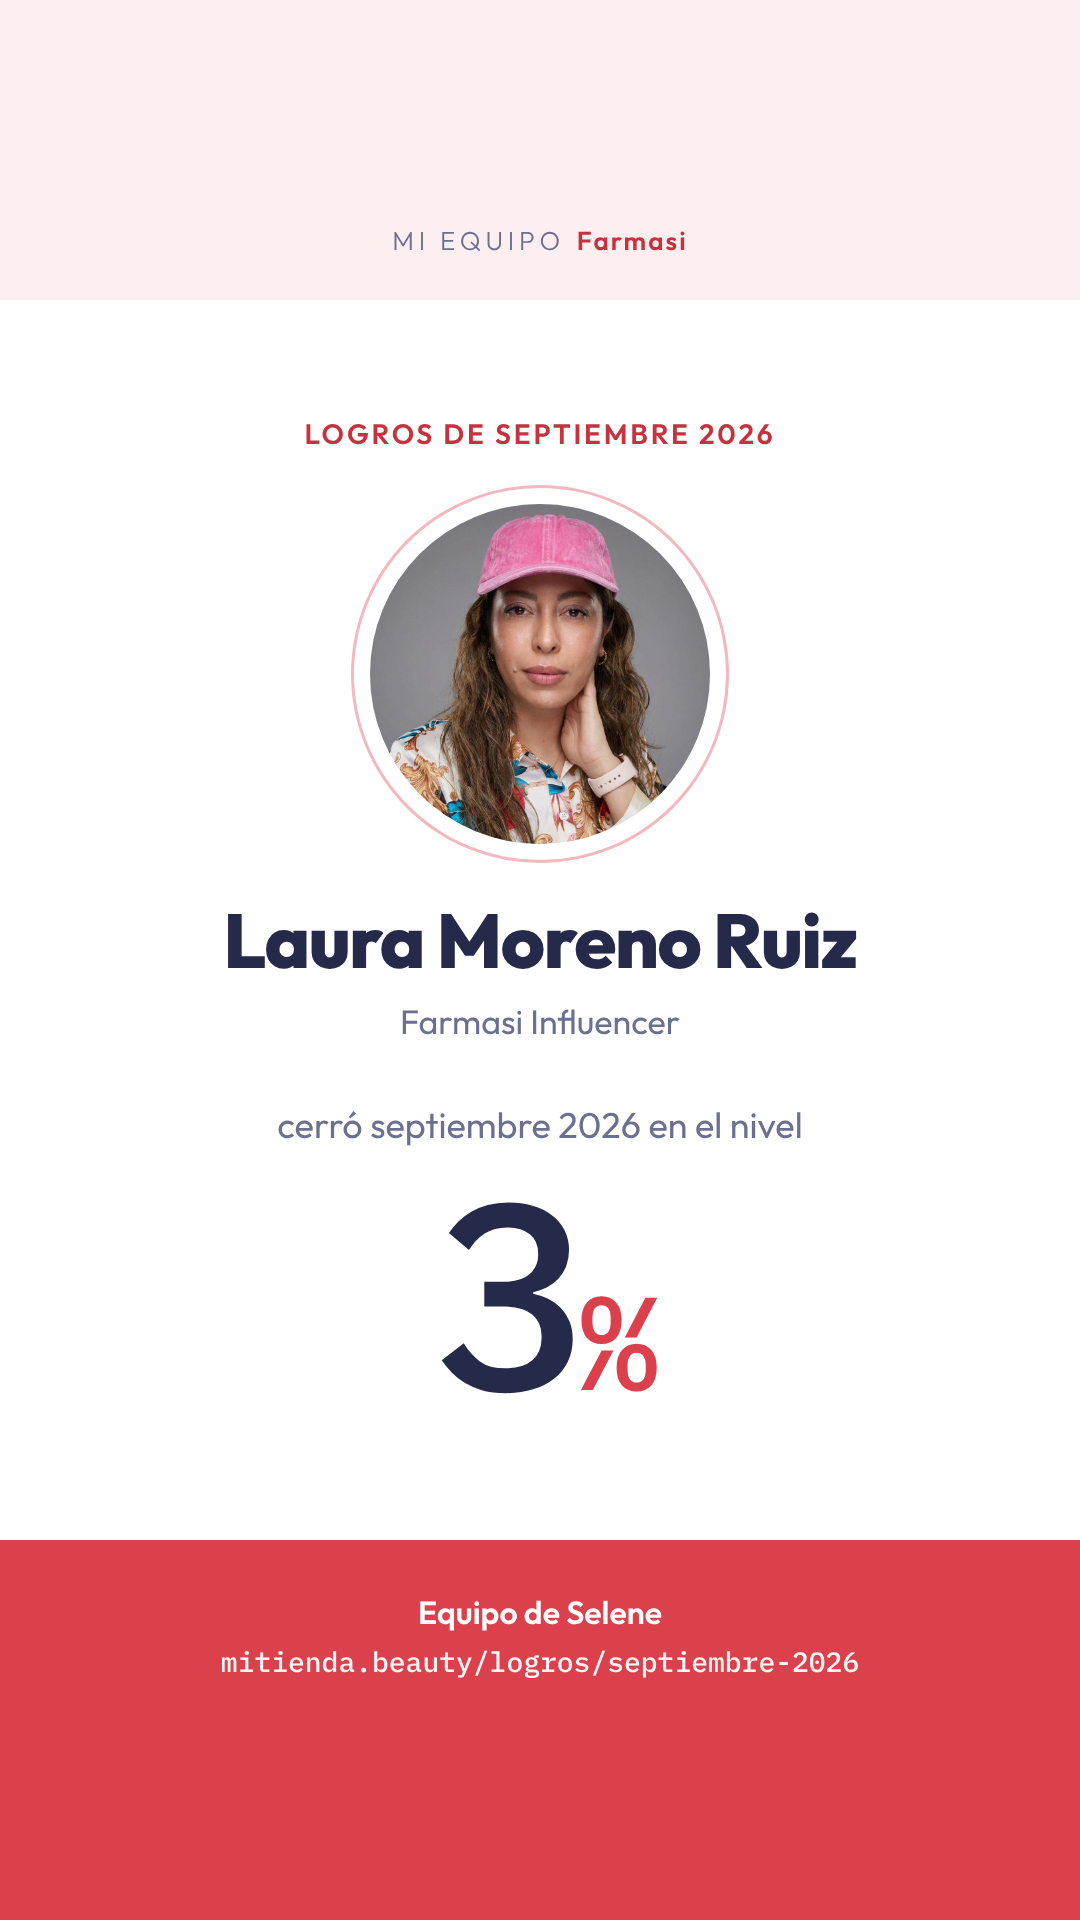 MI EQUIPO Farmasi
LOGROS DE SEPTIEMBRE 2026
Laura Moreno Ruiz
Farmasi Influencer
cerró septiembre 2026 en el nivel
3%
Equipo de Selene
mitienda.beauty/logros/septiembre-2026